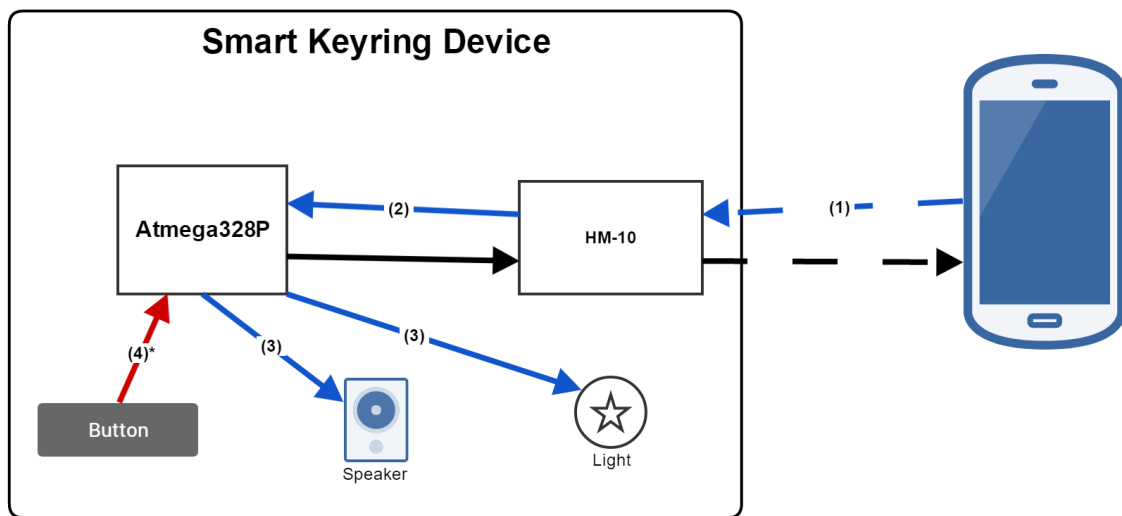 Smart Keyring Device
(1)
(2)
Atmega328P
HM-10
(3)
(3)
(4)*
Button
Speaker
Light